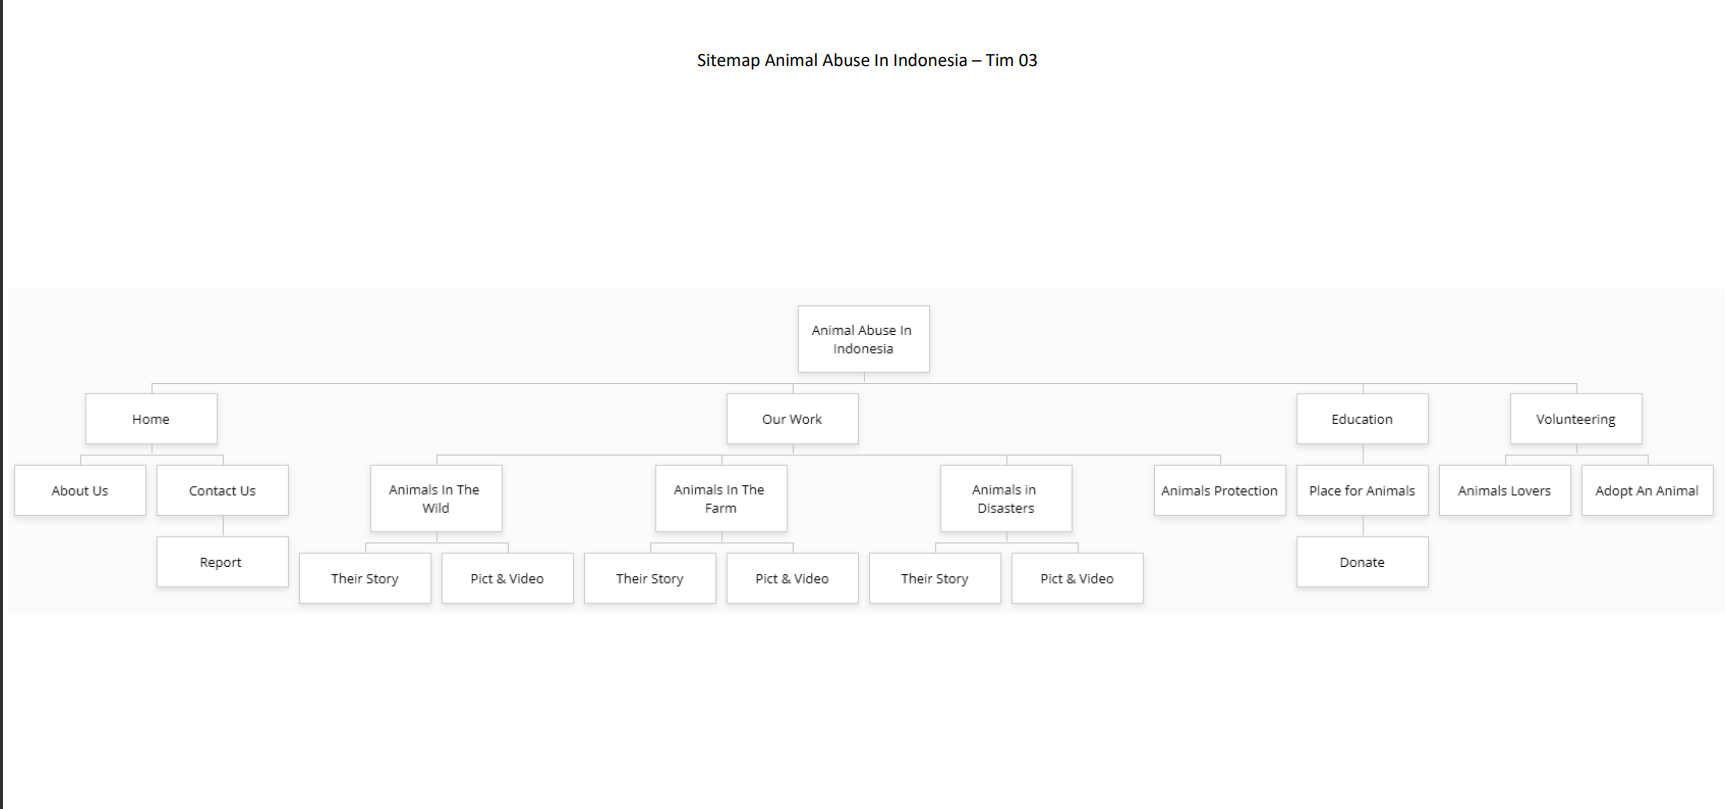 Sitemap Animal Abuse In Indonesia – Tim 03
Animal Abuse In
Indonesia
Home
Our Work
Education
Volunteering
About Us
Contact Us
Animals In The
Wild
Animals In The
Farm
Animals in
Disasters
Animals Protection
Place for Animals
Animals Lovers
Adopt An Animal
Report
Their Story
Pict & Video
Their Story
Pict & Video
Their Story
Pict & Video
Donate